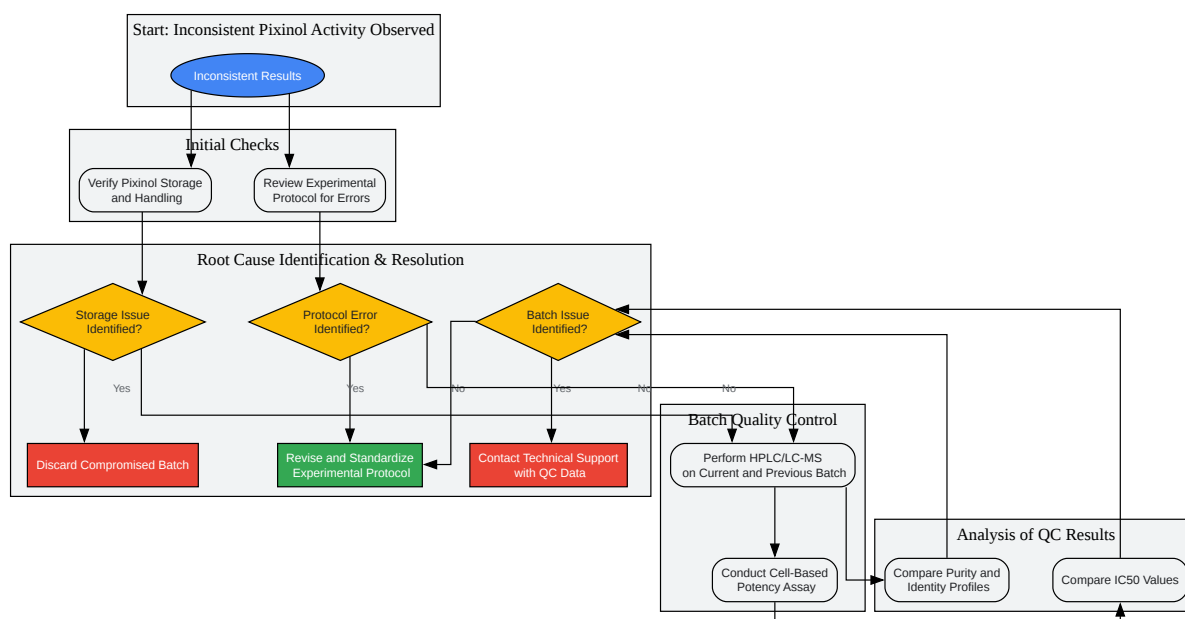 Start: Inconsistent Pixinol Activity Observed
Inconsistent Results
Initial Checks
Verify Pixinol Storage
and Handling
Review Experimental
Protocol for Errors
Root Cause Identification & Resolution
Storage Issue
Identified?
Protocol Error
Identified?
Batch Issue
Identified?
Yes
Yes
No
Yes
No
No
Discard Compromised Batch
Revise and Standardize
Experimental Protocol
Contact Technical Support
with QC Data
Batch Quality Control
Perform HPLC/LC-MS
on Current and Previous Batch
Conduct Cell-Based
Potency Assay
Analysis of QC Results
Compare Purity and
Identity Profiles
Compare IC50 Values